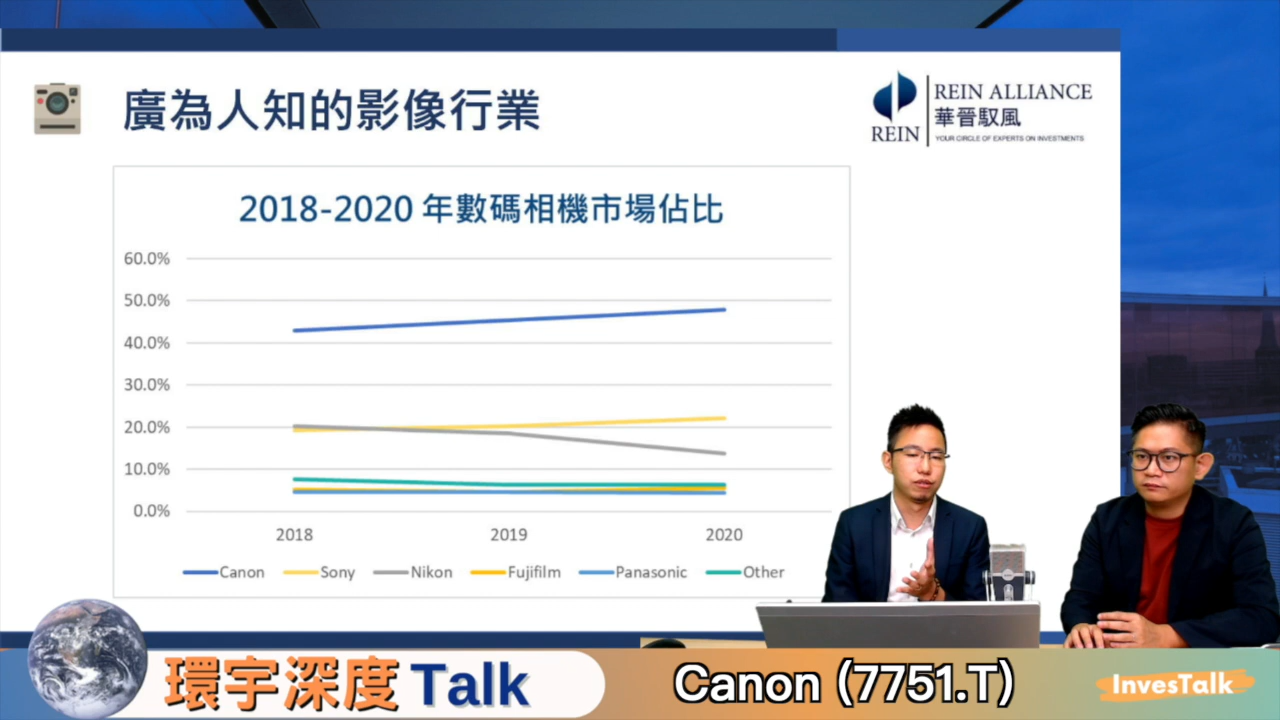 廣為人知的影像行業
REIN ALLIANCE
華晉馭風
REIN
YOUR CIRCLE OF EXPERTS ON INVESTMENTS
2018-2020 年數碼相機市場佔比
60.0%
50.0%
40.0%
30.0%
20.0%
10.0%
0.0%
2018 2019 2020
Canon Sony Nikon Fujifilm Panasonic Other
環宇深度 Talk
Canon (7751.T)
InvesTalk